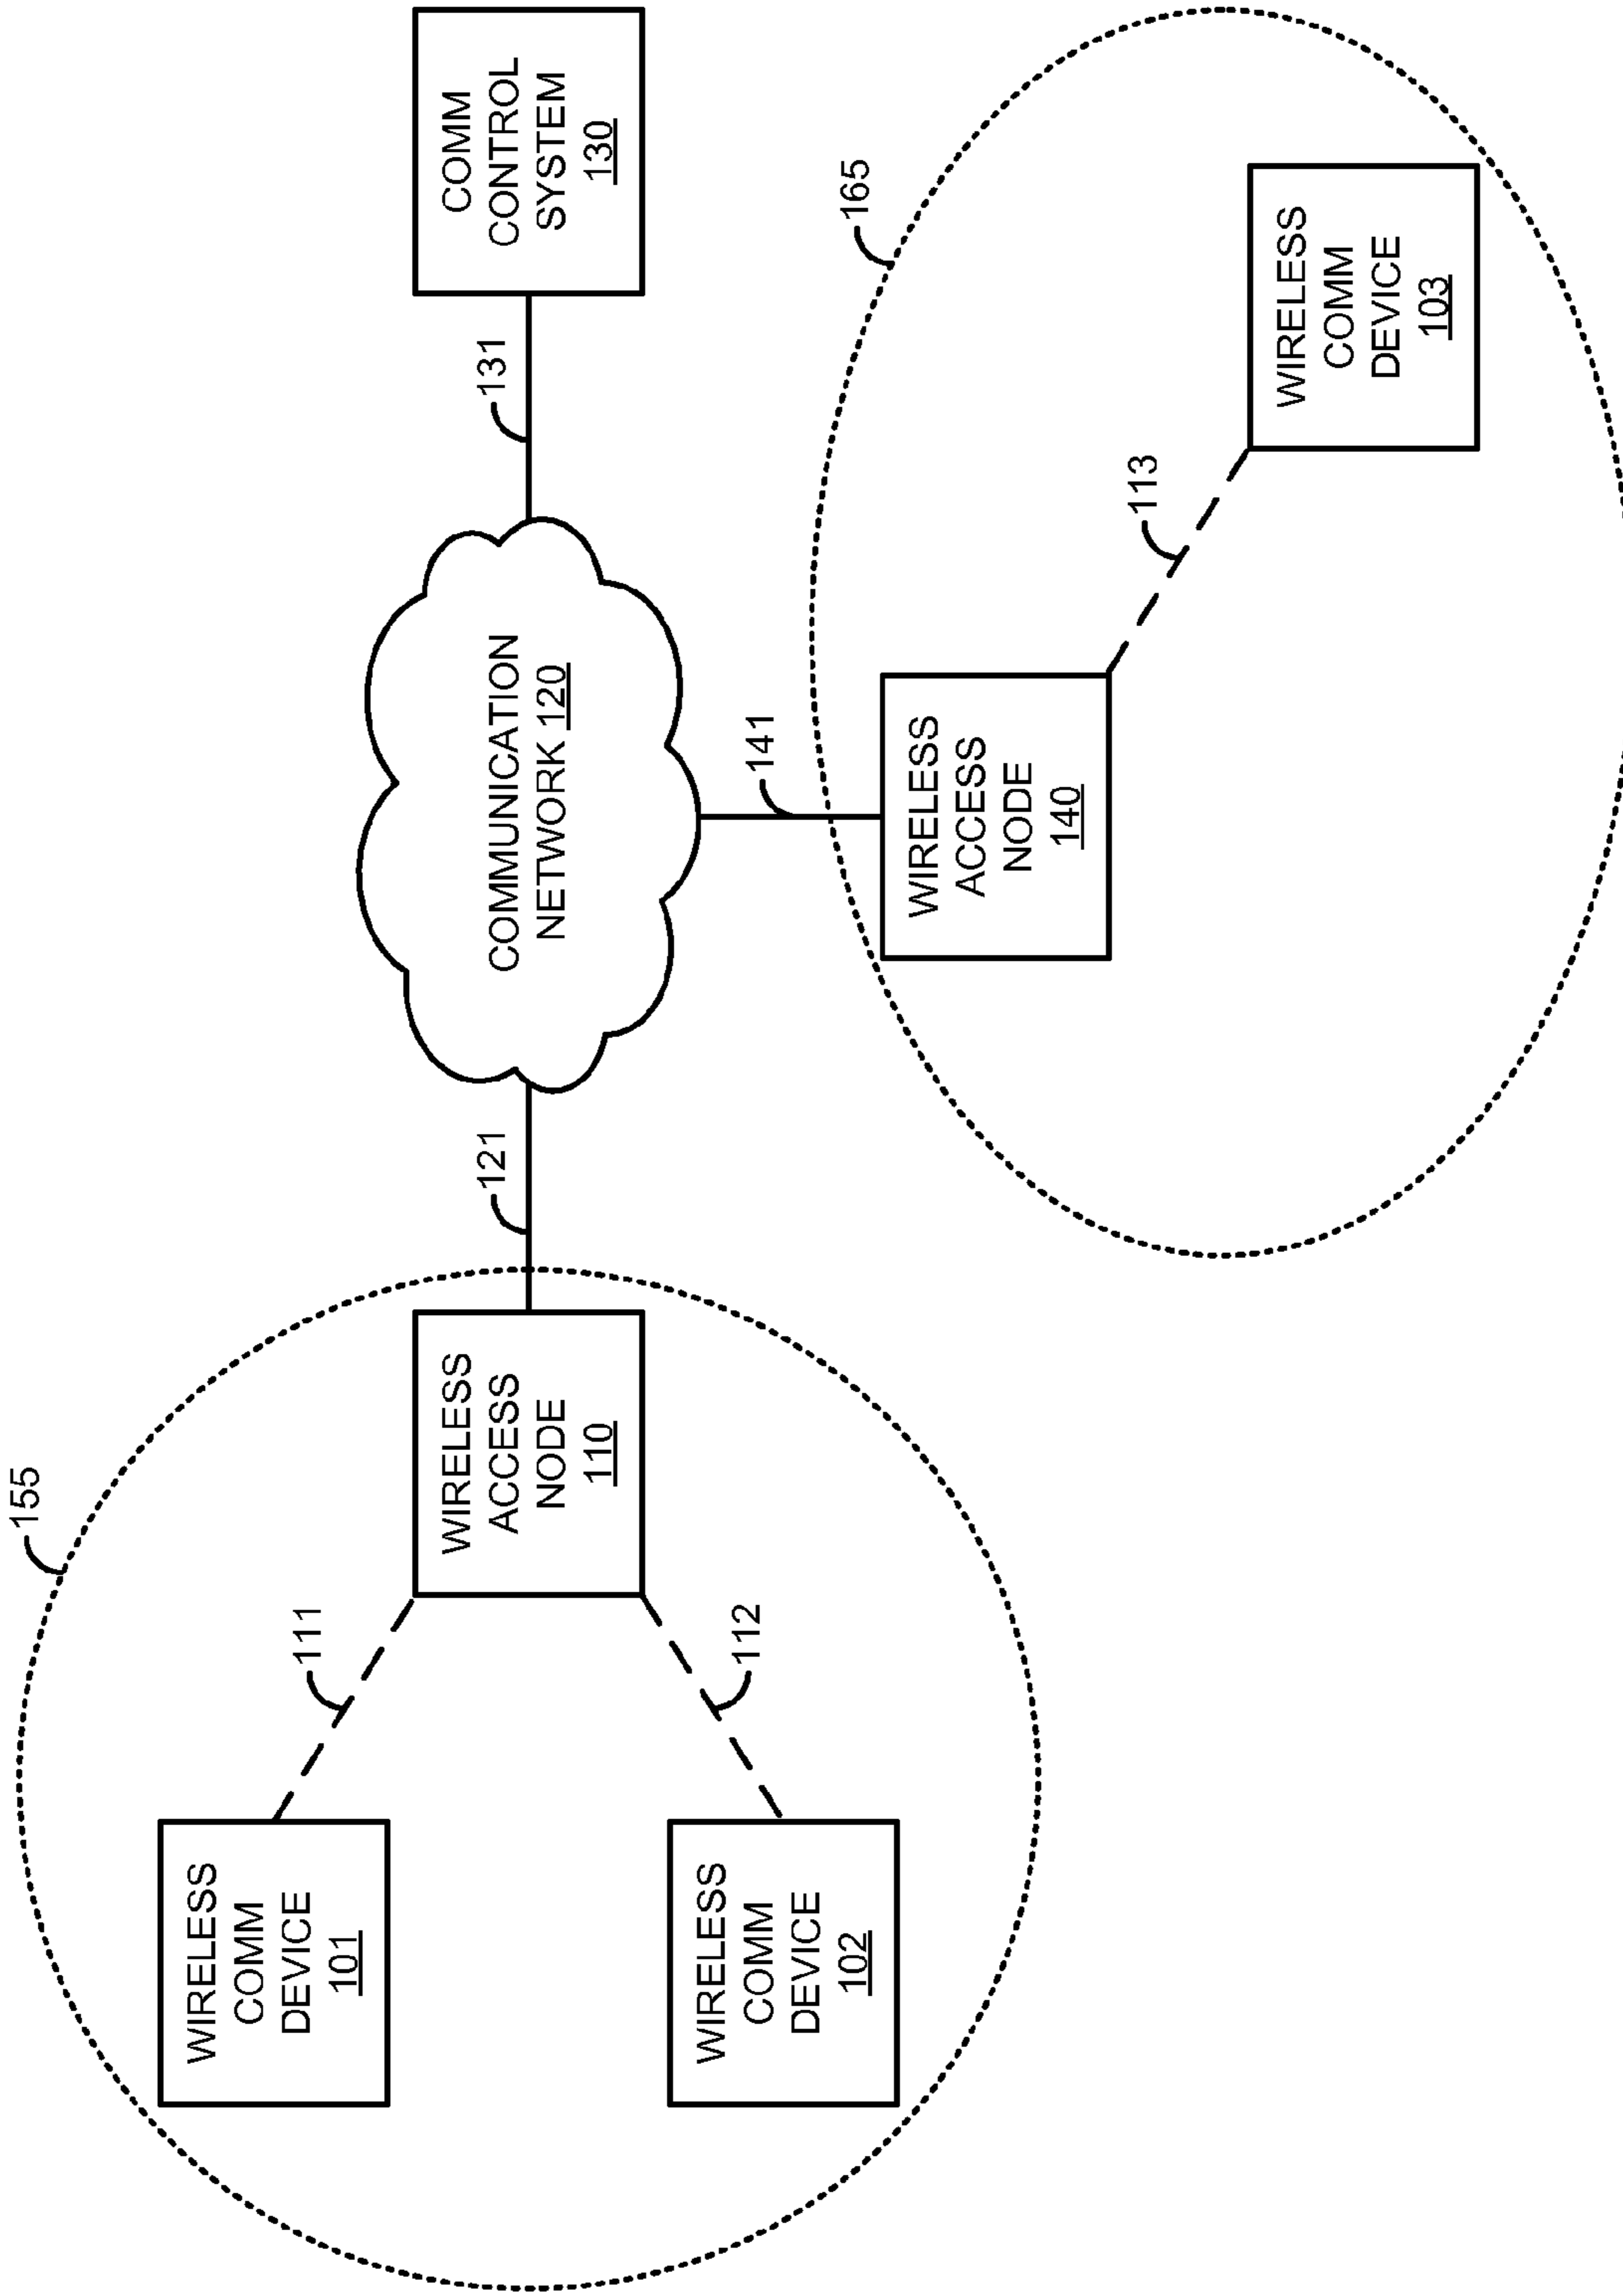 155
WIRELESS
COMM
DEVICE
101
111
WIRELESS
ACCESS
NODE
110
112
WIRELESS
COMM
DEVICE
102
121
COMMUNICATION
NETWORK 120
131
COMM
CONTROL
SYSTEM
130
141
165
WIRELESS
ACCESS
NODE
140
113
WIRELESS
COMM
DEVICE
103